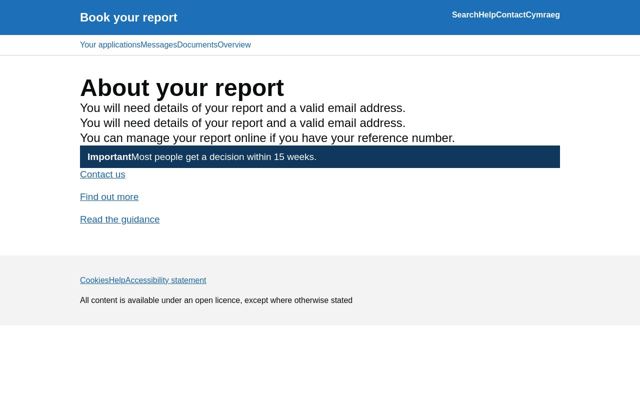 Book your report
SearchHelpContactCymraeg
Your applicationsMessagesDocumentsOverview
About your report
You will need details of your report and a valid email address.
You will need details of your report and a valid email address.
You can manage your report online if you have your reference number.
ImportantMost people get a decision within 15 weeks.
Contact us
Find out more
Read the guidance
CookiesHelpAccessibility statement
All content is available under an open licence, except where otherwise stated